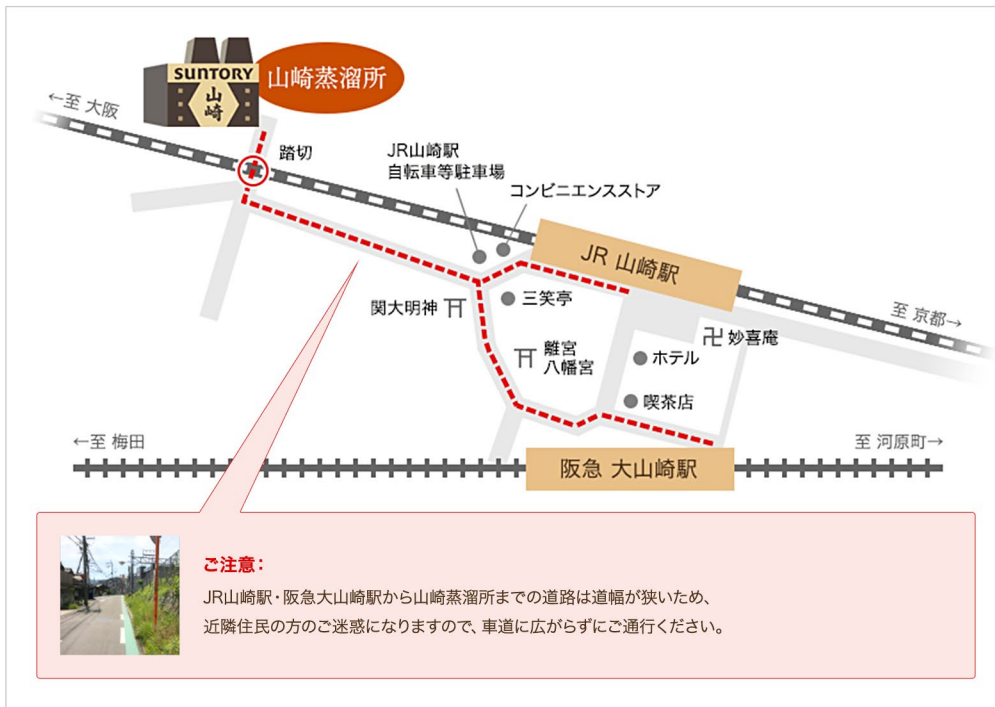 SUNTORY
山崎
山崎蒸溜所
←至 大阪
踏切
JR山崎駅
自転車等駐車場
コンビニエンスストア
JR 山崎駅
関大明神
三笑亭
離宮
八幡宮
卍 妙喜庵
ホテル
喫茶店
至 京都→
←至 梅田
至 河原町→
阪急 大山崎駅
ご注意：
JR山崎駅・阪急大山崎駅から山崎蒸溜所までの道路は道幅が狭いため、
近隣住民の方のご迷惑になりますので、車道に広がらずにご通行ください。